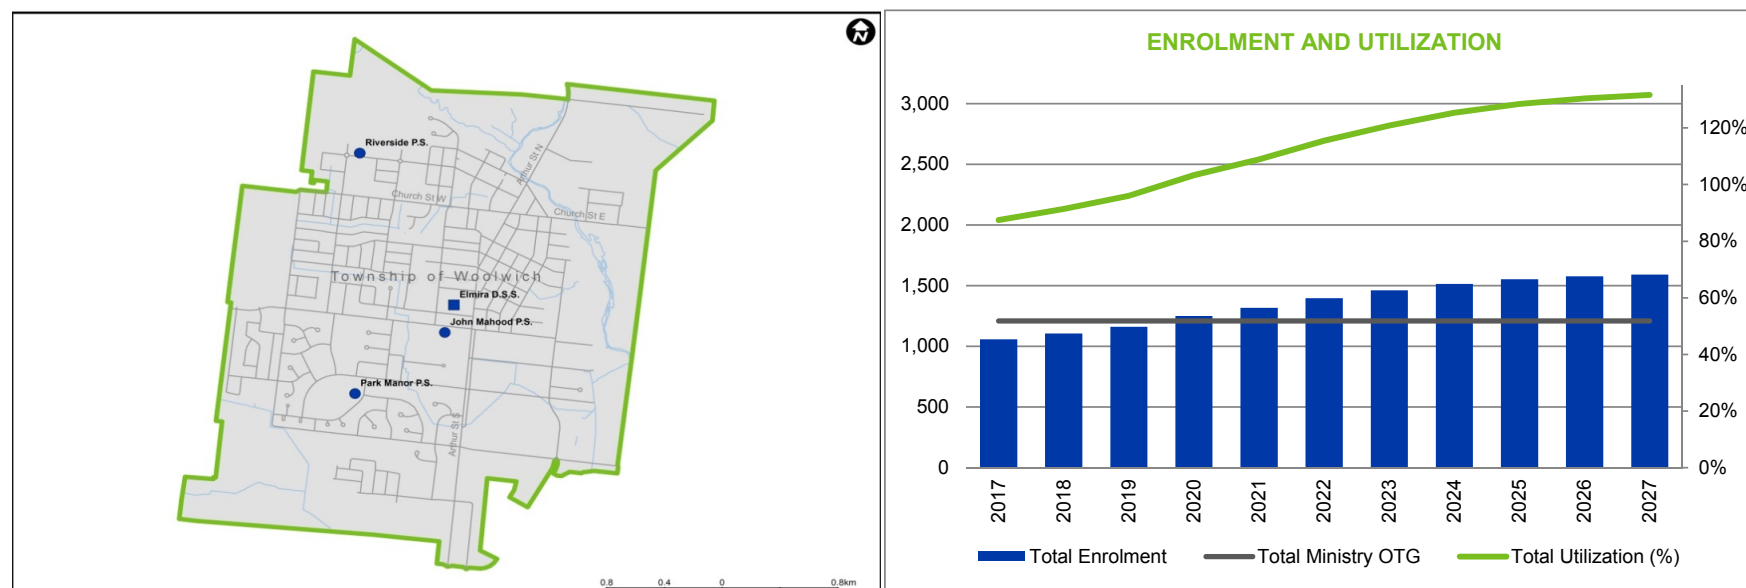 N
Riverside P.S.
Arthur St N
Church St W
Church St E
Township of Woolwich
Elmira D.S.S.
John Mahood P.S.
Park Manor P.S.
Arthur St S
0.8 0.4 0 0.8km
ENROLMENT AND UTILIZATION
3,000
2,500
2,000
1,500
1,000
500
0
120%
100%
80%
60%
40%
20%
0%
2017 2018 2019 2020 2021 2022 2023 2024 2025 2026 2027
Total Enrolment Total Ministry OTG Total Utilization (%)